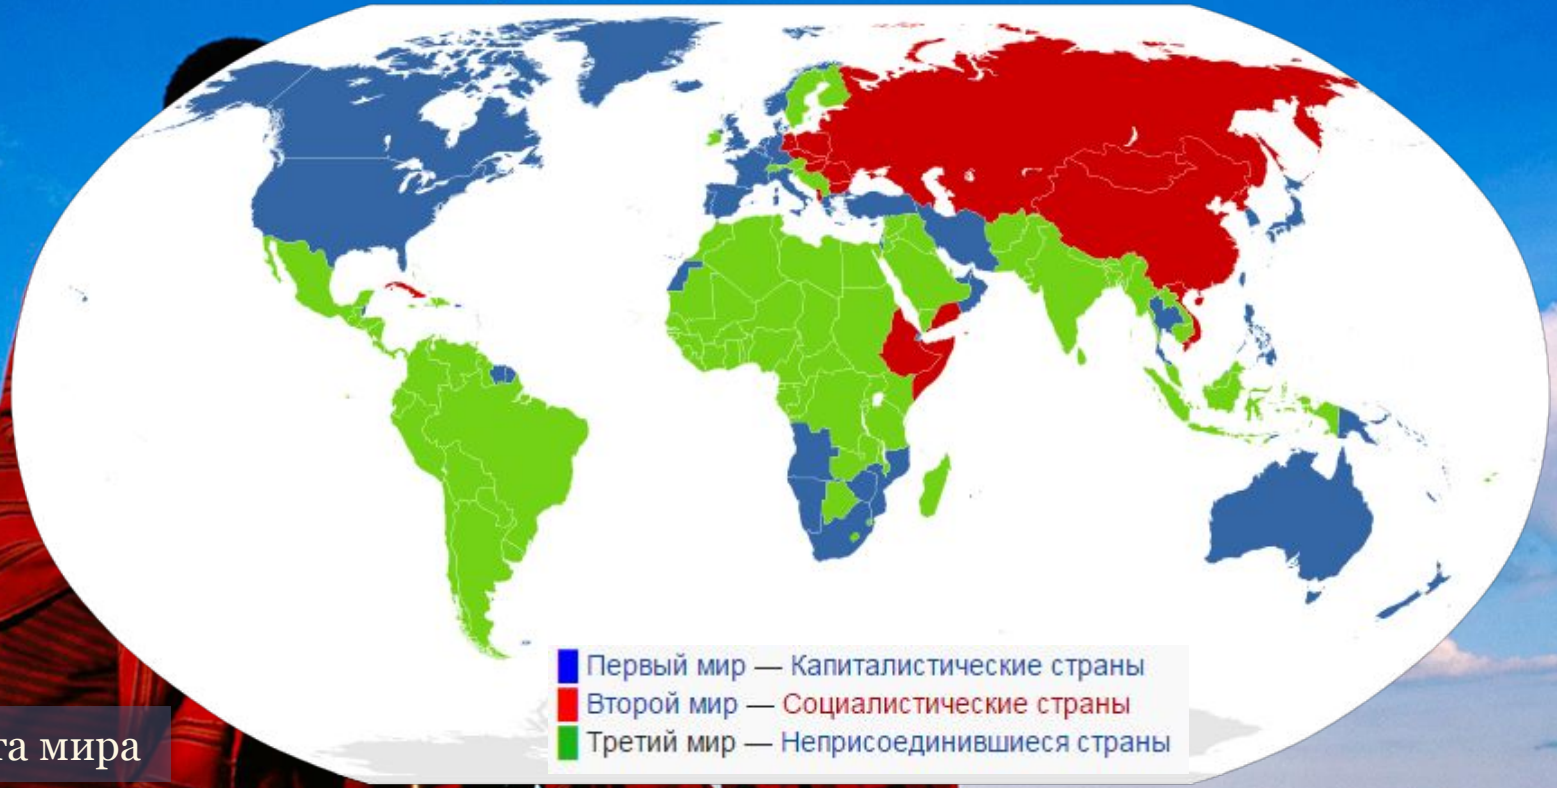 Первый мир — Капиталистические страны
Второй мир — Социалистические страны
Третий мир — Неприсоединившиеся страны
та мира